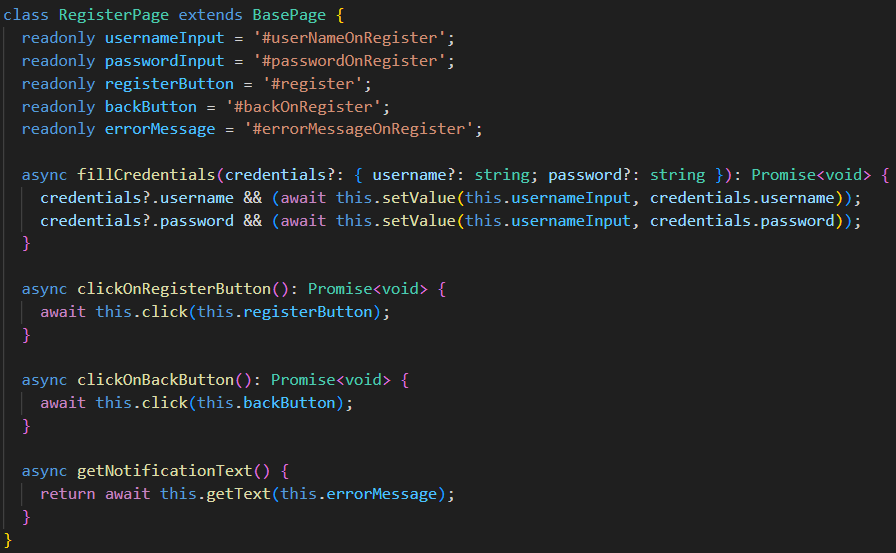 class RegisterPage extends BasePage {
  readonly usernameInput = '#userNameOnRegister';
  readonly passwordInput = '#passwordOnRegister';
  readonly registerButton = '#register';
  readonly backButton = '#backOnRegister';
  readonly errorMessage = '#errorMessageOnRegister';

  async fillCredentials(credentials?: { username?: string; password?: string }): Promise<void> {
    credentials?.username && (await this.setValue(this.usernameInput, credentials.username));
    credentials?.password && (await this.setValue(this.usernameInput, credentials.password));
  }

  async clickOnRegisterButton(): Promise<void> {
    await this.click(this.registerButton);
  }

  async clickOnBackButton(): Promise<void> {
    await this.click(this.backButton);
  }

  async getNotificationText() {
    return await this.getText(this.errorMessage);
  }
}